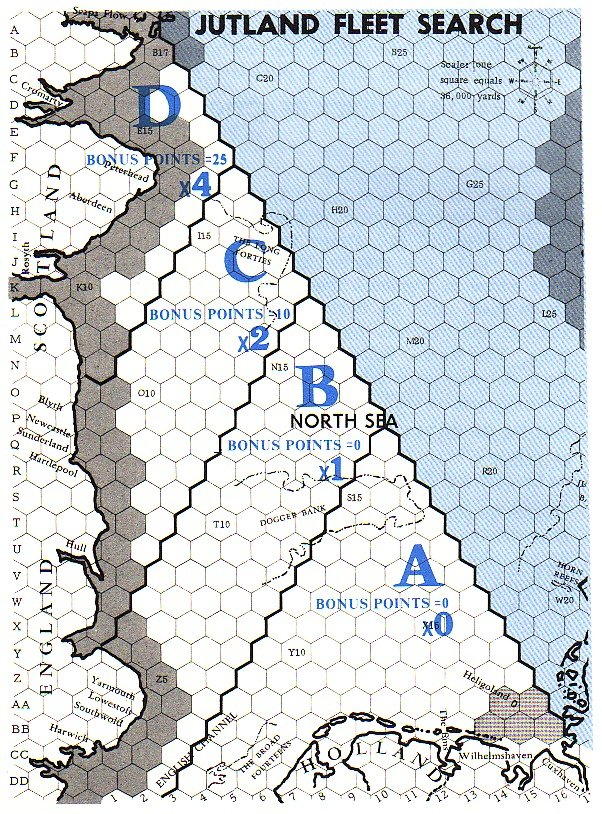 JUTLAND FLEET SEARCH
Scapa Flow
A
B
C
D
E
F
G
H
I
J
K
L
M
N
O
P
Q
R
S
T
U
V
W
X
Y
Z
AA
BB
CC
DD
B17
S25
C20
Scale: one
square equals
36,000 yards
N
W
E
Cromarty
D
E15
BONUS POINTS =25
Peterhead
X4
G25
Aberdeen
H20
SCOTLAND
I15
THE LONG
FORTIES
C
Rosyth
K10
BONUS POINTS =10
L25
X2
M20
N15
B
O10
Blyth
NORTH SEA
Newcastle
Sunderland
BONUS POINTS =0
Hartlepool
X1
R20
S15
DOGGER BANK
T10
Hull
A
HORN
REEFS
ENGLAND
BONUS POINTS =0
W20
X15
X0
Y10
Yarmouth
Z5
Heligoland
Lowestoft
Southwold
Harwich
ENGLISH CHANNEL
THE BROAD
FOURTEENS
HOLLAND
Wilhelmshaven
Cuxhaven
1 2 3 4 5 6 7 8 9 10 11 12 13 14 15 16